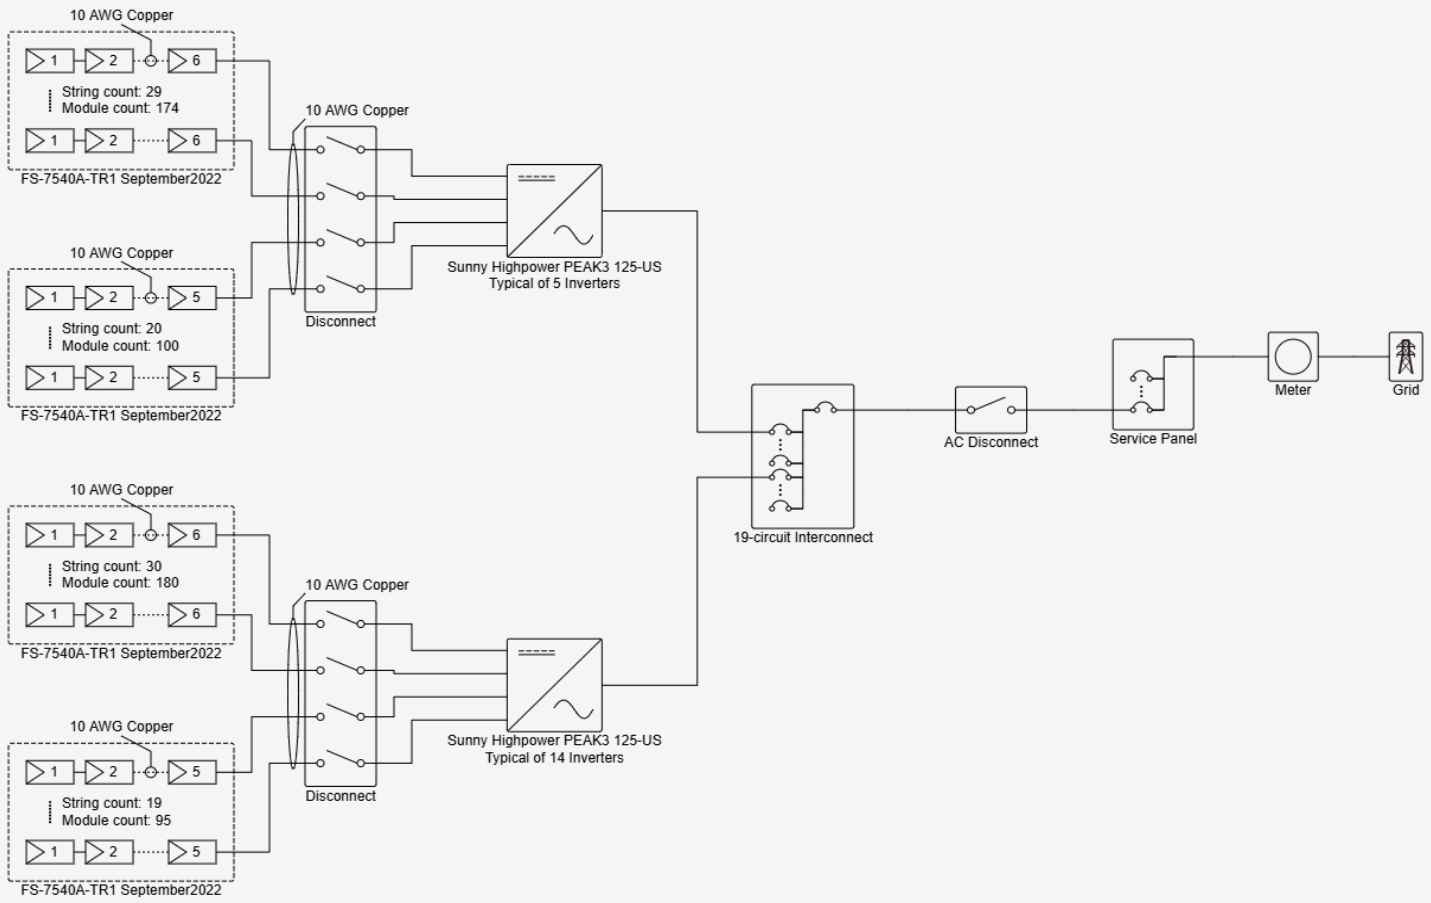 10 AWG Copper
1 2 6
String count: 29
Module count: 174
1 2 6
FS-7540A-TR1 September2022
10 AWG Copper
1 2 5
String count: 20
Module count: 100
1 2 5
FS-7540A-TR1 September2022
10 AWG Copper
Disconnect
Sunny Highpower PEAK3 125-US
Typical of 5 Inverters
10 AWG Copper
1 2 6
String count: 30
Module count: 180
1 2 6
FS-7540A-TR1 September2022
10 AWG Copper
1 2 5
String count: 19
Module count: 95
1 2 5
FS-7540A-TR1 September2022
10 AWG Copper
Disconnect
Sunny Highpower PEAK3 125-US
Typical of 14 Inverters
19-circuit Interconnect
AC Disconnect
Service Panel
Meter
Grid